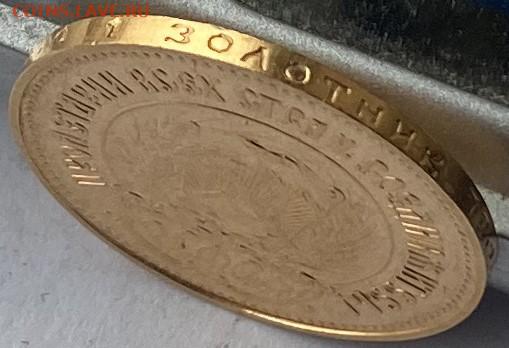 COINS.LAVE.RU
1 ЗОЛОТНИК
ПРОЛЕТАРИИ ВСЕХ СТРАН СОЕДИНЯЙТЕСЬ!